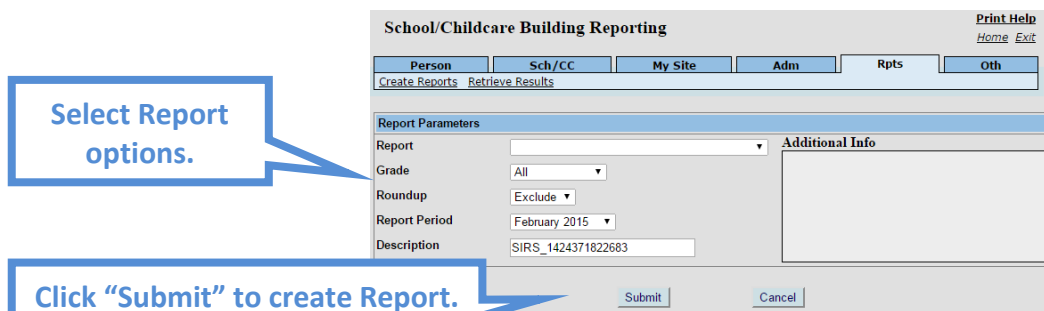 School/Childcare Building Reporting
Print Help
Home Exit
Person Sch/CC My Site Adm Rpts Oth
Create Reports Retrieve Results
Select Report
options.
Report Parameters
Report
Additional Info
Grade All
Roundup Exclude
Report Period February 2015
Description SIRS_1424371822683
Click “Submit” to create Report.
Submit Cancel